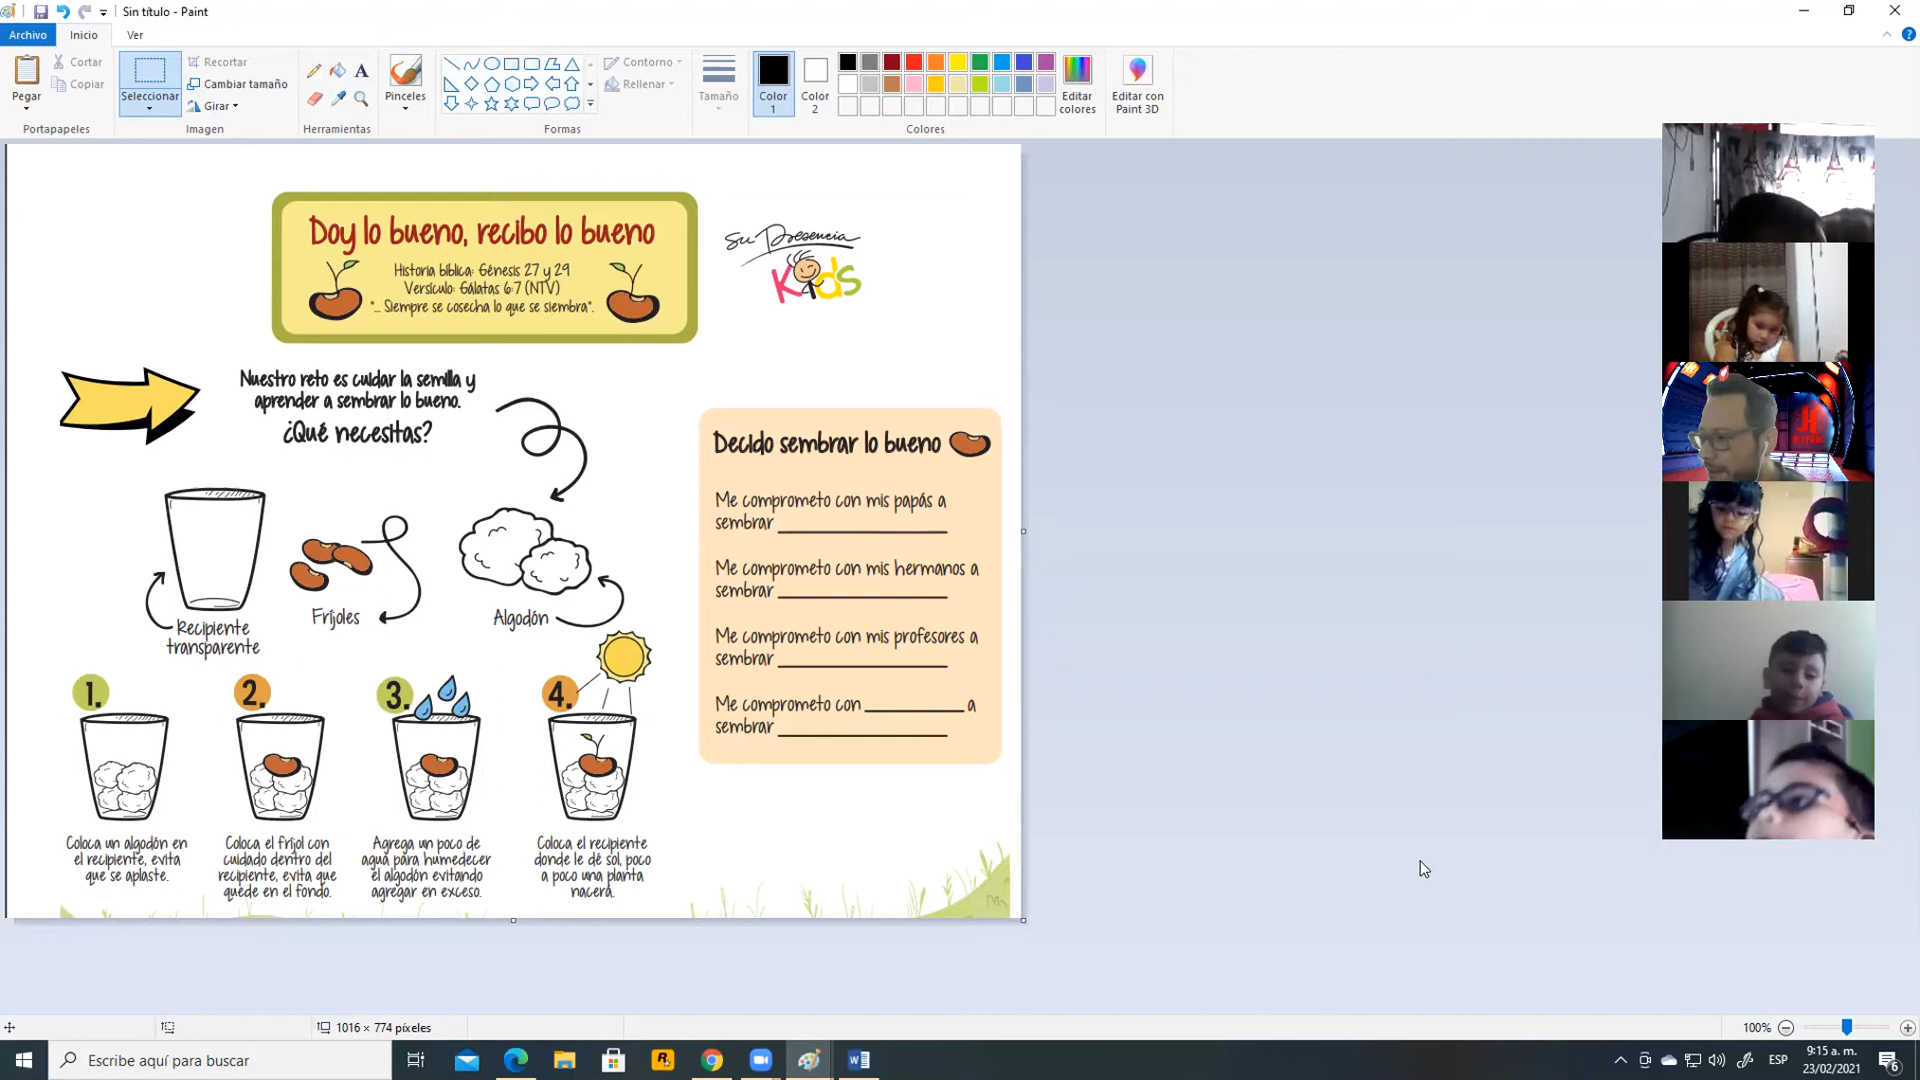 Sin título - Paint
Archivo
Inicio
Ver
Pegar
Cortar
Copiar
Portapapeles
Seleccionar
Recortar
Cambiar tamaño
Girar
Imagen
Herramientas
Pinceles
Contorno
Rellenar
Formas
Tamaño
Color 1
Color 2
Colores
Editar colores
Editar con Paint 3D
Doy lo bueno, recibo lo bueno
Historia bíblica: Génesis 27 y 29
Versículo: Gálatas 6:7 (NTV)
"... Siempre se cosecha lo que se siembra".
Su Presencia
Kids
Nuestro reto es cuidar la semilla y
aprender a sembrar lo bueno.
¿Qué necesitas?
Recipiente
transparente
Fríjoles
Algodón
1.
2.
3.
4.
Coloca un algodón en
el recipiente, evita
que se aplaste.
Coloca el fríjol con
cuidado dentro del
recipiente, evita que
quede en el fondo.
Agrega un poco de
agua para humedecer
el algodón evitando
agregar en exceso.
Coloca el recipiente
donde le dé sol, poco
a poco una planta
nacerá.
Decido sembrar lo bueno
Me comprometo con mis papás a
sembrar ____________
Me comprometo con mis hermanos a
sembrar ____________
Me comprometo con mis profesores a
sembrar ____________
Me comprometo con ________ a
sembrar ____________
1016 × 774 píxeles
100%
Escribe aquí para buscar
ESP
9:15 a. m.
23/02/2021
6